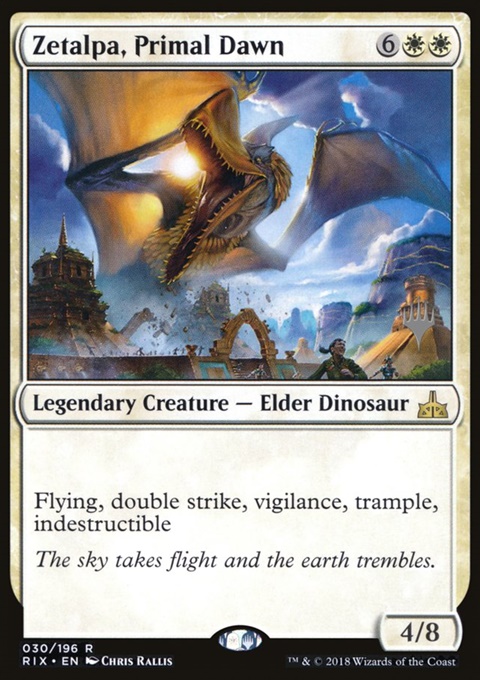 Zetalpa, Primal Dawn 6
Legendary Creature — Elder Dinosaur
Flying, double strike, vigilance, trample,
indestructible
The sky takes flight and the earth trembles.
4/8
030/196 R
RIX • EN Chris Rallis
™ & © 2018 Wizards of the Coast